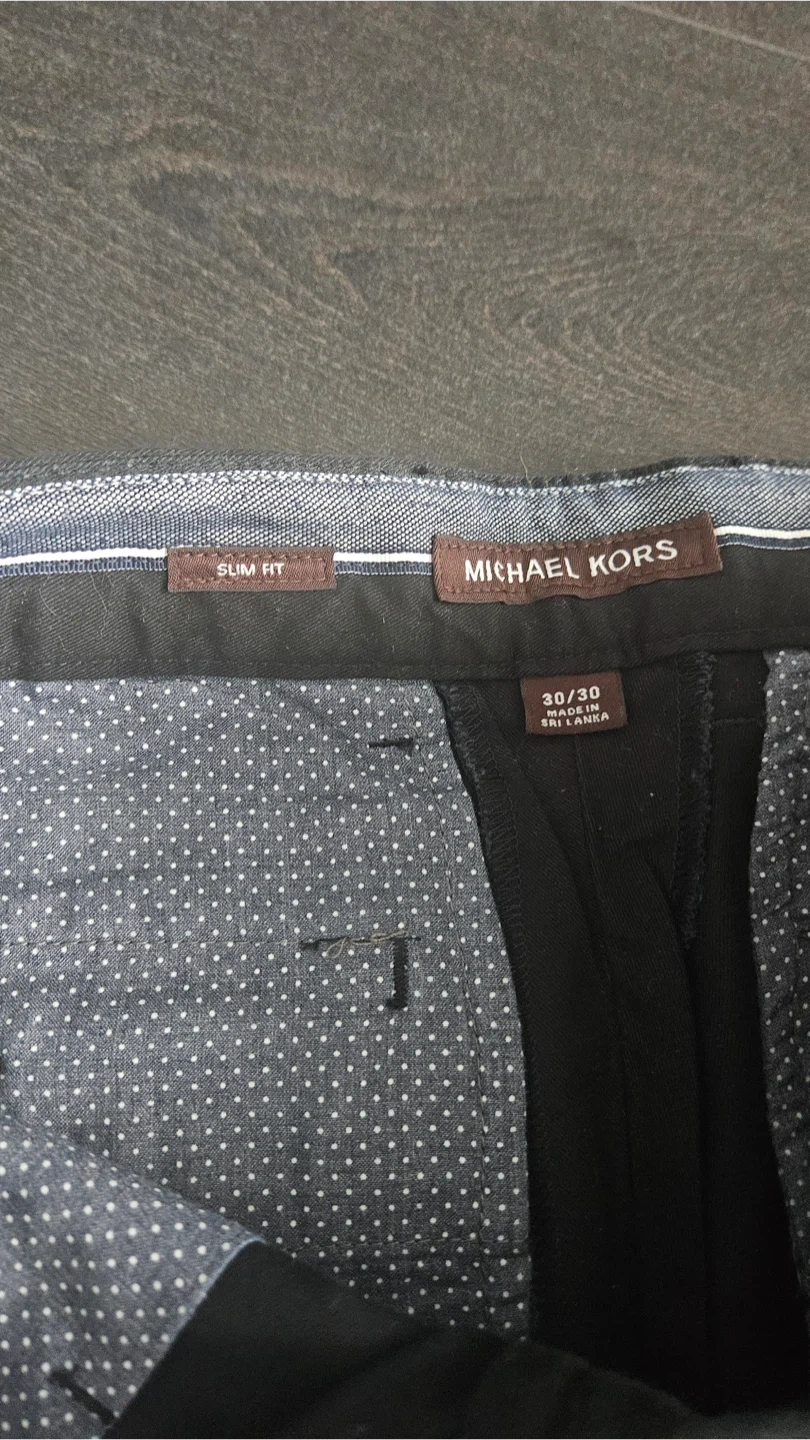 SLIM FIT
MICHAEL KORS
30/30
MADE IN
SRI LANKA